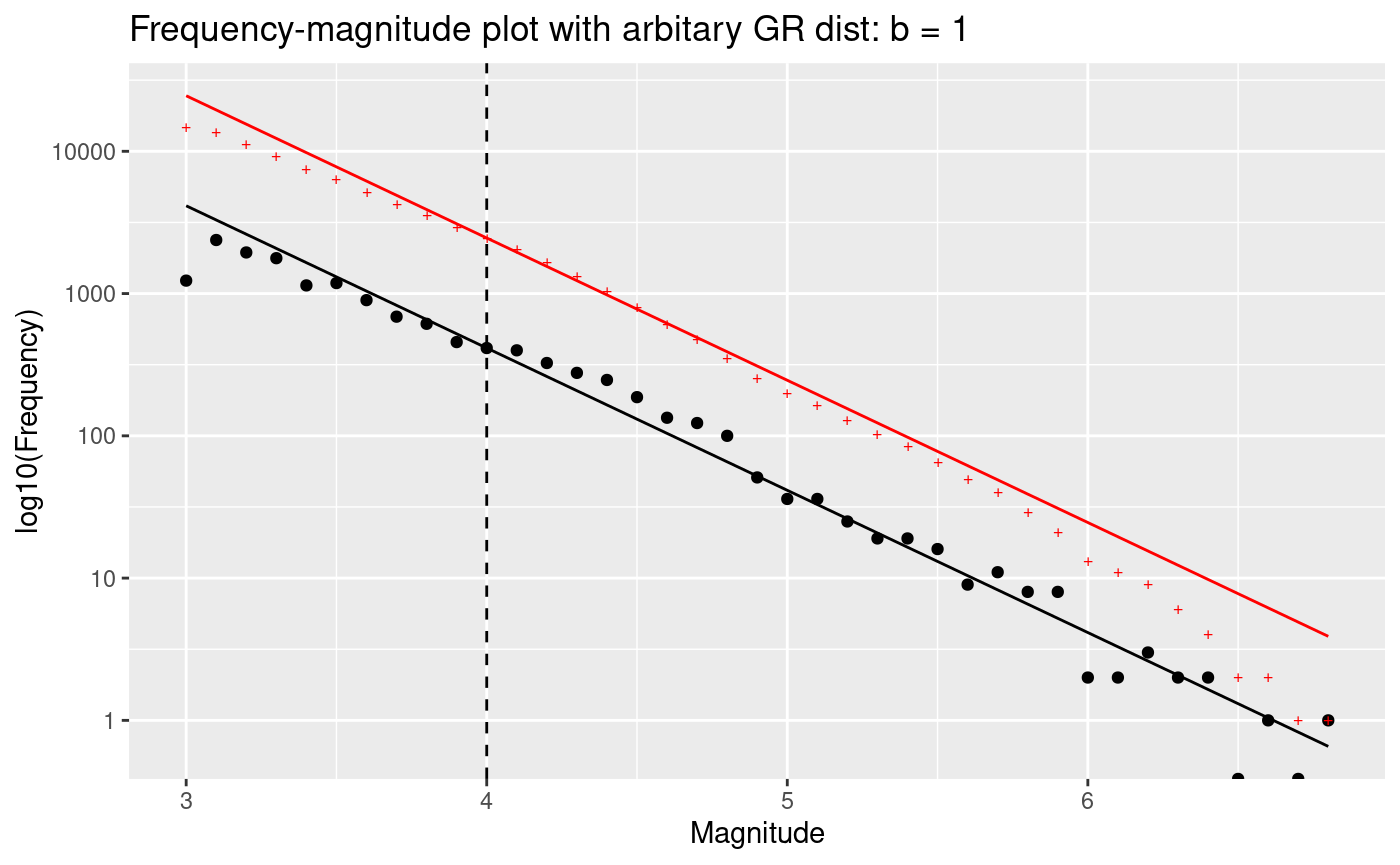 Frequency-magnitude plot with arbitary GR dist: b = 1
log10(Frequency)
10000
1000
100
10
1
3 4 5 6
Magnitude